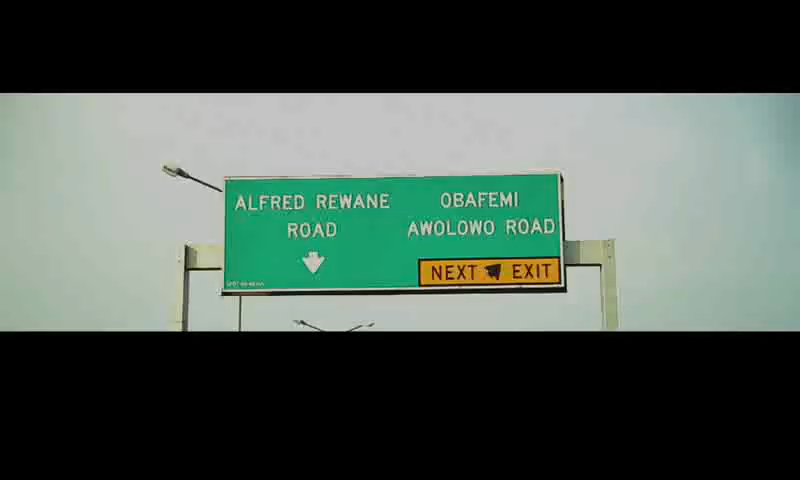 ALFRED REWANE
ROAD
OBAFEMI
AWOLOWO ROAD
NEXT EXIT